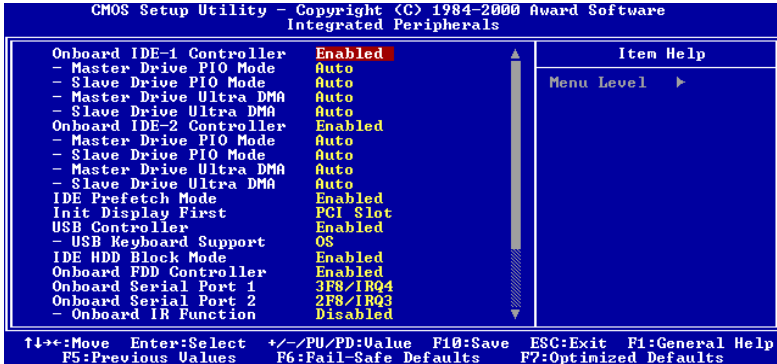 CMOS Setup Utility - Copyright (C) 1984-2000 Award Software
Integrated Peripherals
Onboard IDE-1 Controller Enabled
- Master Drive PIO Mode Auto
- Slave Drive PIO Mode Auto
- Master Drive Ultra DMA Auto
- Slave Drive Ultra DMA Auto
Onboard IDE-2 Controller Enabled
- Master Drive PIO Mode Auto
- Slave Drive PIO Mode Auto
- Master Drive Ultra DMA Auto
- Slave Drive Ultra DMA Auto
IDE Prefetch Mode Enabled
Init Display First PCI Slot
USB Controller Enabled
- USB Keyboard Support OS
IDE HDD Block Mode Enabled
Onboard FDD Controller Enabled
Onboard Serial Port 1 3F8/IRQ4
Onboard Serial Port 2 2F8/IRQ3
- Onboard IR Function Disabled
Item Help
Menu Level ▶
↑↓→←:Move Enter:Select +/-/PU/PD:Value F10:Save ESC:Exit F1:General Help
F5:Previous Values F6:Fail-Safe Defaults F7:Optimized Defaults